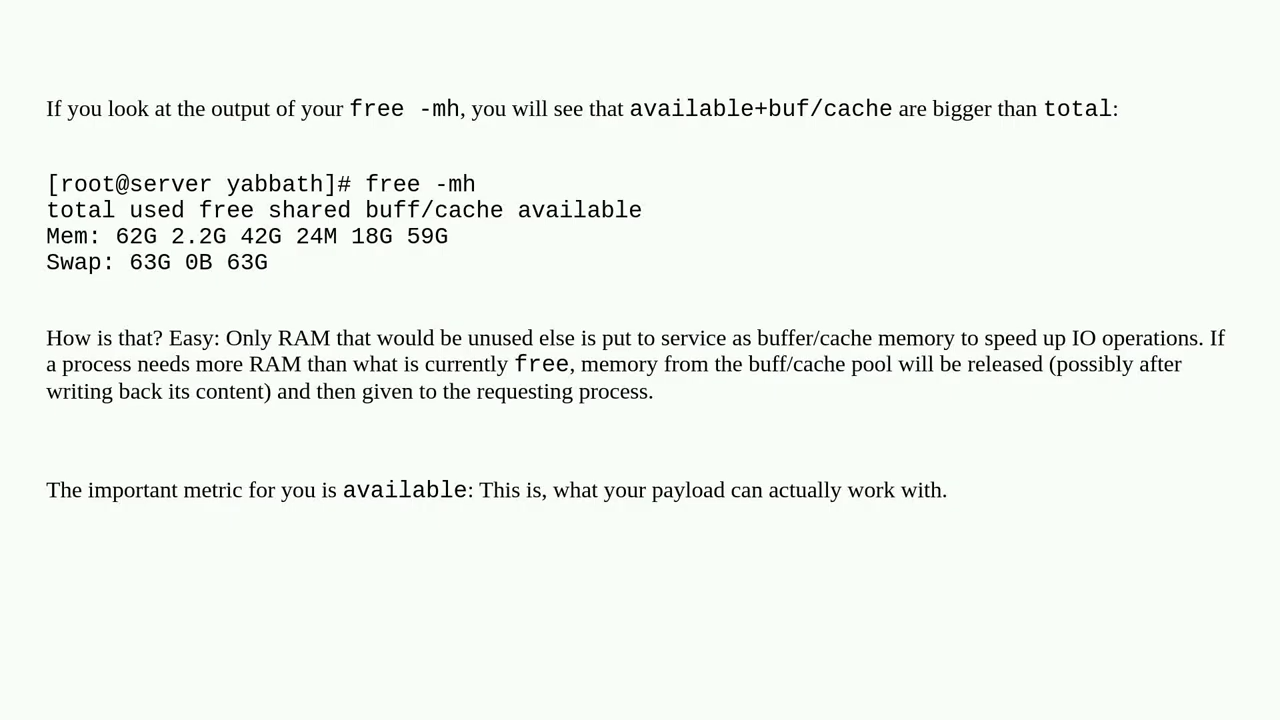 If you look at the output of your free -mh, you will see that available+buf/cache are bigger than total:
[root@server yabbath]# free -mh
total used free shared buff/cache available
Mem: 62G 2.2G 42G 24M 18G 59G
Swap: 63G 0B 63G
How is that? Easy: Only RAM that would be unused else is put to service as buffer/cache memory to speed up IO operations. If
a process needs more RAM than what is currently free, memory from the buff/cache pool will be released (possibly after
writing back its content) and then given to the requesting process.
The important metric for you is available: This is, what your payload can actually work with.